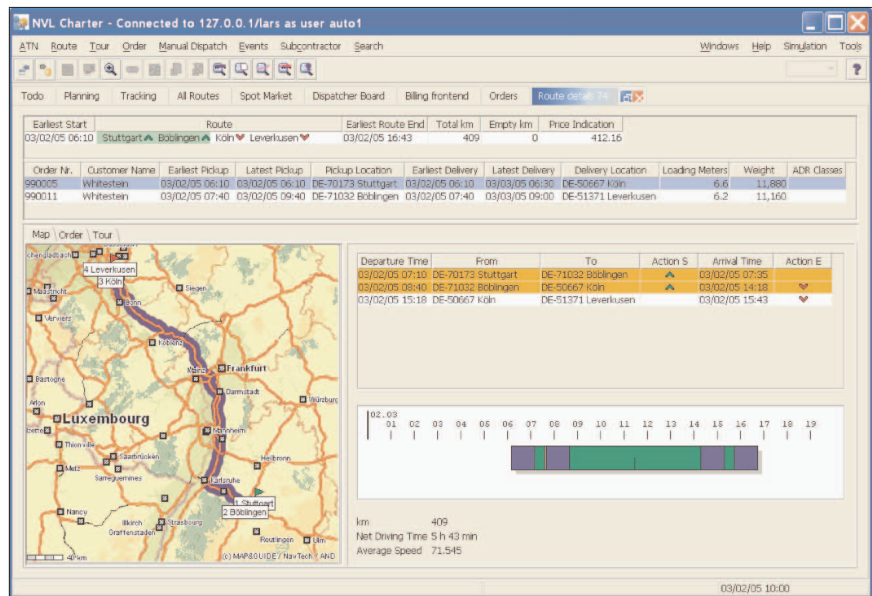 NVL Charter - Connected to 127.0.0.1/lars as user auto1
ATN Route Tour Order Manual Dispatch Events Subcontractor Search Windows Help Simulation Tools
Todo Planning Tracking All Routes Spot Market Dispatcher Board Billing frontend Orders Route details 74
Earliest Start Route Earliest Route End Total km Empty km Price Indication
03/02/05 06:10 Stuttgart Böblingen Köln Leverkusen 03/02/05 16:43 409 0 412.16
Order Nr. Customer Name Earliest Pickup Latest Pickup Pickup Location Earliest Delivery Latest Delivery Delivery Location Loading Meters Weight ADR Classes
990005 Whitestein 03/02/05 06:10 03/02/05 06:10 DE-70173 Stuttgart 03/02/05 06:10 03/03/05 06:30 DE-50667 Köln 6.6 11,880
990011 Whitestein 03/02/05 07:40 03/02/05 09:40 DE-71032 Böblingen 03/02/05 07:40 03/03/05 09:00 DE-51371 Leverkusen 6.2 11,160
Map Order Tour
Departure Time From To Action S Arrival Time Action E
03/02/05 07:10 DE-70173 Stuttgart DE-71032 Böblingen 03/02/05 07:35
03/02/05 08:40 DE-71032 Böblingen DE-50667 Köln 03/02/05 14:18
03/02/05 15:18 DE-50667 Köln DE-51371 Leverkusen 03/02/05 15:43
4 Leverkusen
3 Köln
Maastricht
Siegen
Bonn
Verviers
Koblenz
Bastogne
Mainz
Frankfurt
Darmstadt
Würzburg
Arlon
Luxembourg
Mannheim
Thionville
Saarbrücken
Heilbronn
Metz
Sarreguemines
Karlsruhe
1 Stuttgart
2 Böblingen
Nancy
Illkirch
Graffenstaden
Strasbourg
Reutlingen
Ulm
40 km
(c) MAP&GUIDE / NavTech / AND
02.03
01 02 03 04 05 06 07 08 09 10 11 12 13 14 15 16 17 18 19
km 409
Net Driving Time 5 h 43 min
Average Speed 71.545
03/02/05 10:00